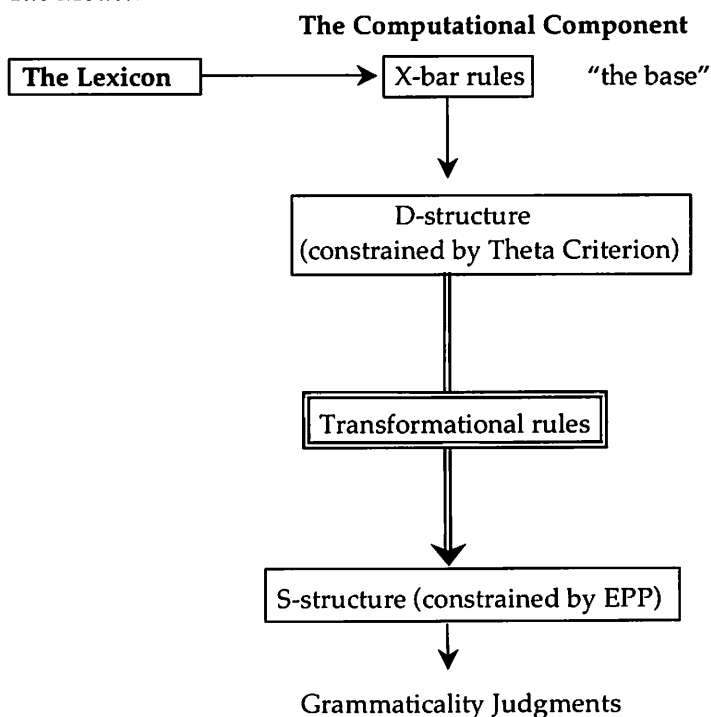 The Computational Component
The Lexicon X-bar rules "the base"
D-structure
(constrained by Theta Criterion)
Transformational rules
S-structure (constrained by EPP)
Grammaticality Judgments